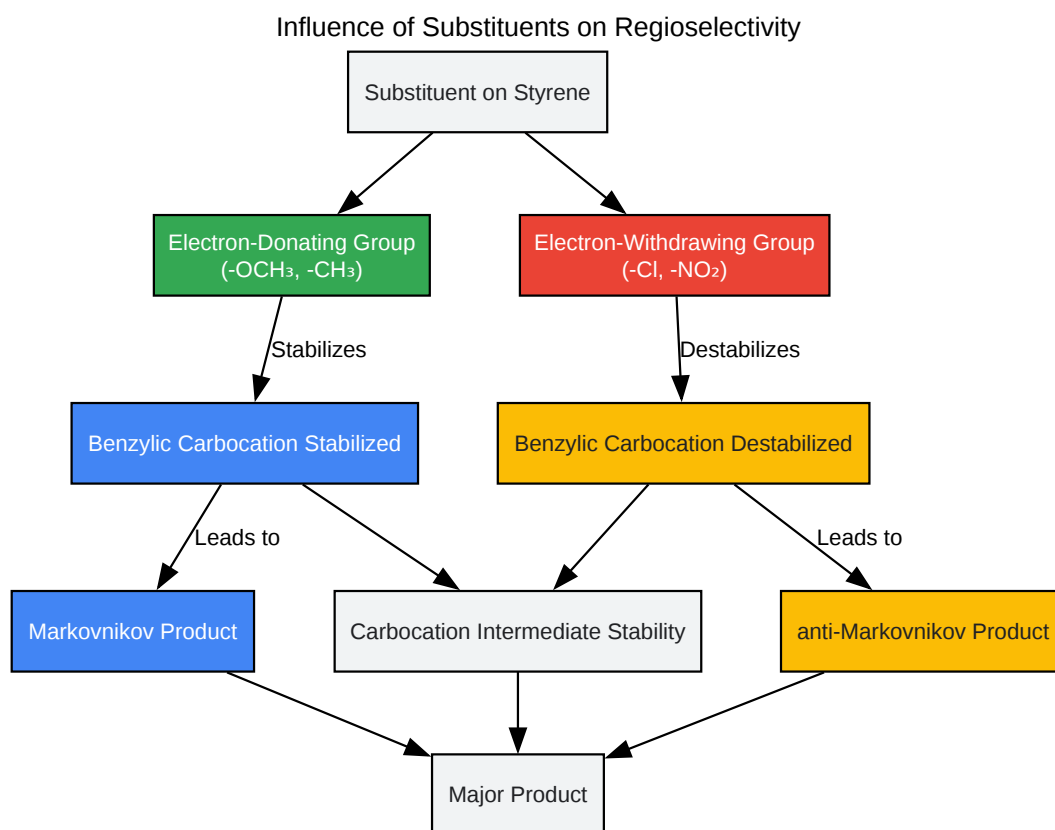 Influence of Substituents on Regioselectivity
Substituent on Styrene
Electron-Donating Group
(-OCH₃, -CH₃)
Electron-Withdrawing Group
(-Cl, -NO₂)
Stabilizes
Destabilizes
Benzylic Carbocation Stabilized
Benzylic Carbocation Destabilized
Leads to
Leads to
Markovnikov Product
Carbocation Intermediate Stability
anti-Markovnikov Product
Major Product